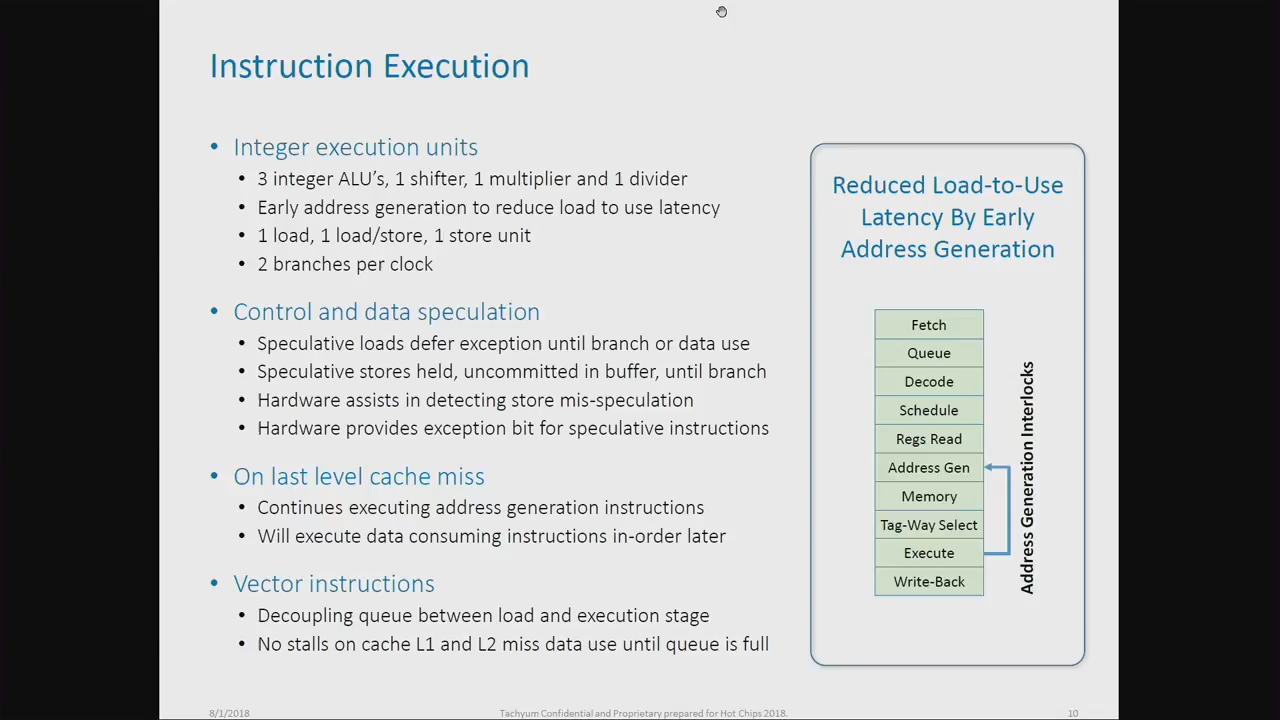 Instruction Execution
• Integer execution units
• 3 integer ALU's, 1 shifter, 1 multiplier and 1 divider
• Early address generation to reduce load to use latency
• 1 load, 1 load/store, 1 store unit
• 2 branches per clock
• Control and data speculation
• Speculative loads defer exception until branch or data use
• Speculative stores held, uncommitted in buffer, until branch
• Hardware assists in detecting store mis-speculation
• Hardware provides exception bit for speculative instructions
• On last level cache miss
• Continues executing address generation instructions
• Will execute data consuming instructions in-order later
• Vector instructions
• Decoupling queue between load and execution stage
• No stalls on cache L1 and L2 miss data use until queue is full
Reduced Load-to-Use
Latency By Early
Address Generation
Fetch
Queue
Decode
Schedule
Regs Read
Address Gen
Memory
Tag-Way Select
Execute
Write-Back
Address Generation Interlocks
8/1/2018
Tachyum Confidential and Proprietary prepared for Hot Chips 2018.
10